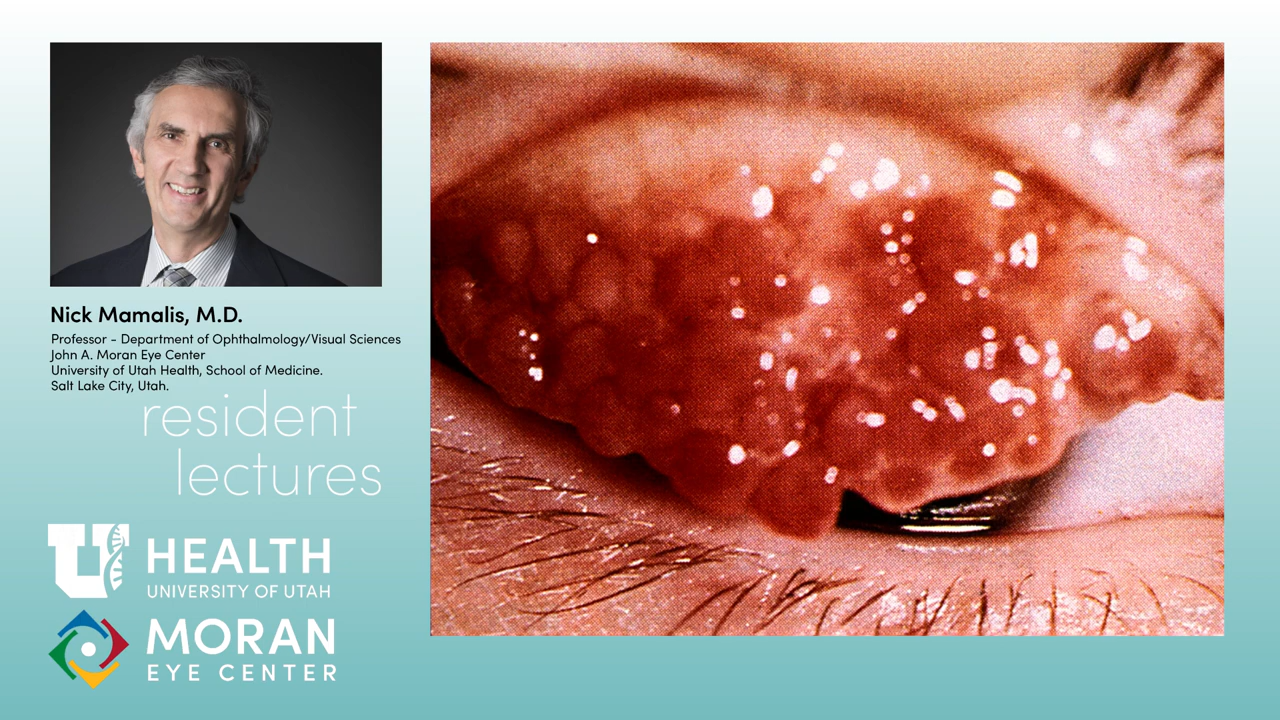 Nick Mamalis, M.D.
Professor - Department of Ophthalmology/Visual Sciences
John A. Moran Eye Center
University of Utah Health, School of Medicine.
Salt Lake City, Utah.
resident
lectures
U HEALTH
UNIVERSITY OF UTAH
MORAN
EYE CENTER